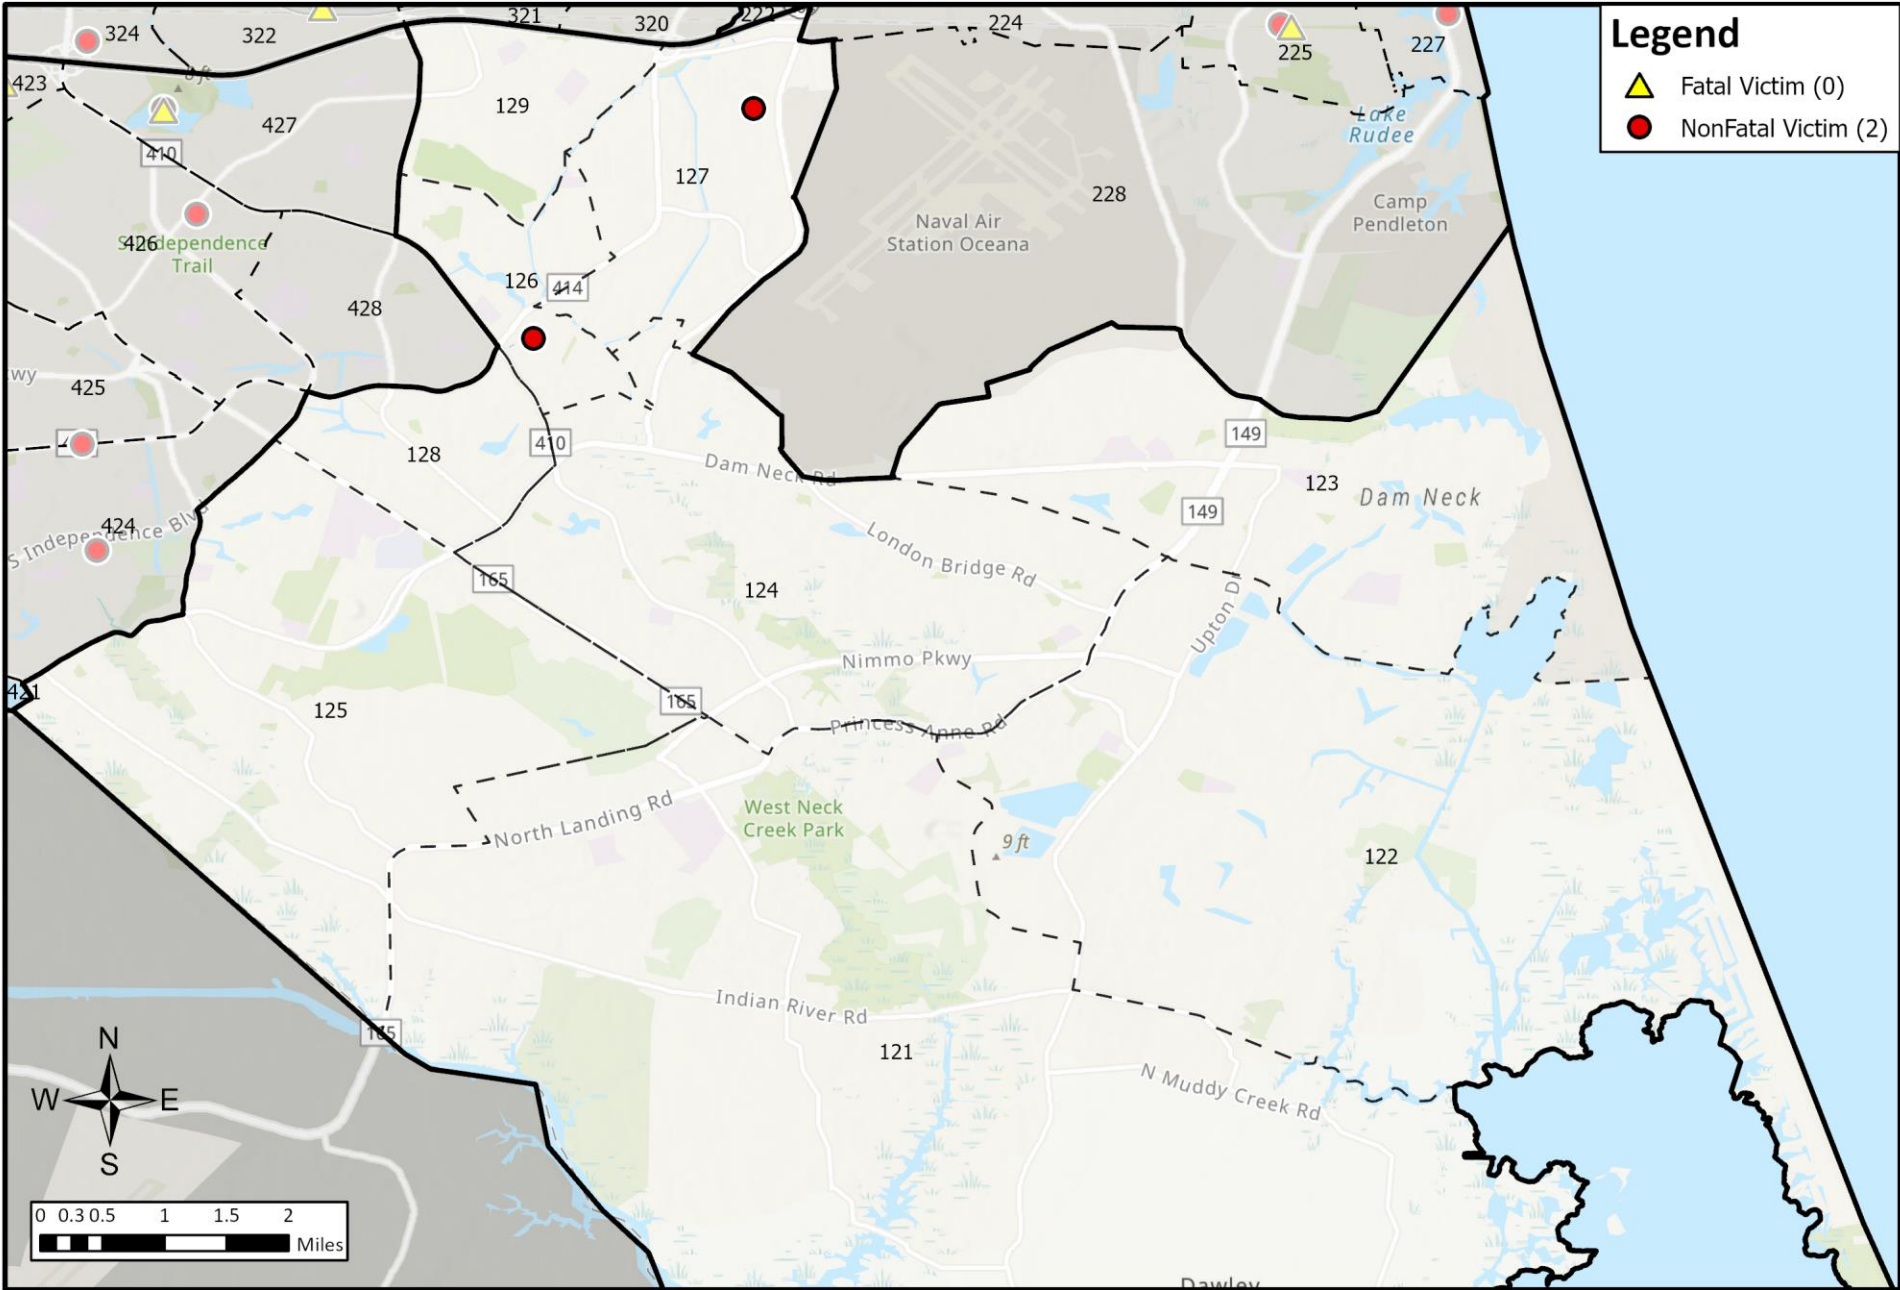 321
320
222
224
324
322
225
227
Legend
Fatal Victim (0)
NonFatal Victim (2)
423
129
427
410
127
Lake
Rudee
228
Camp
Pendleton
Naval Air
Station Oceana
426
S Independence
Trail
126
414
428
wy
425
149
410
128
Dam Neck Rd
123
Dam Neck
149
424
S Independence Blvd
London Bridge Rd
165
124
Upton Dr
Nimmo Pkwy
421
165
125
Princess Anne Rd
West Neck
Creek Park
North Landing Rd
9 ft
122
Indian River Rd
165
N
121
W
E
N Muddy Creek Rd
S
0 0.3 0.5 1 1.5 2
Miles
Dawley